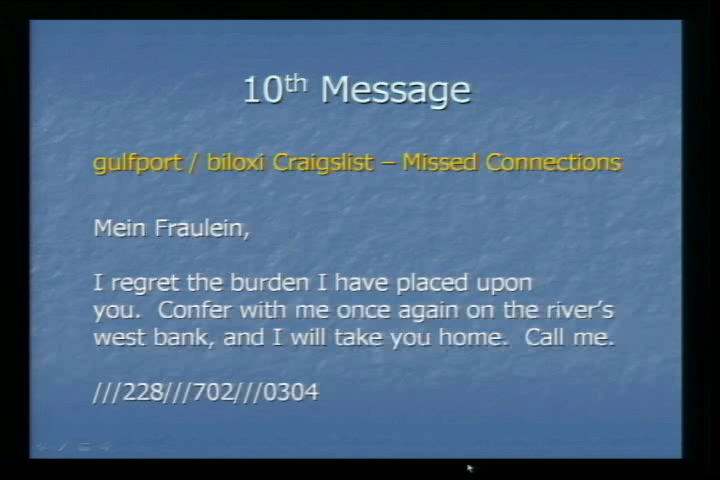 10th Message
gulfport / biloxi Craigslist – Missed Connections
Mein Fraulein,
I regret the burden I have placed upon
you.  Confer with me once again on the river's
west bank, and I will take you home.  Call me.
///228///702///0304